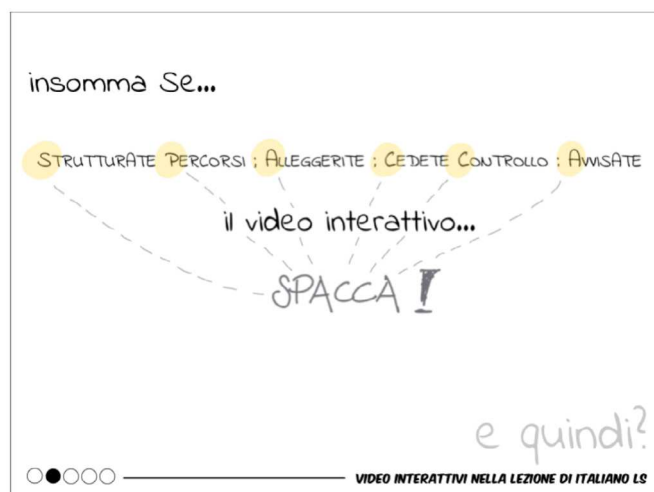 insomma Se...
STRUTTURATE PERCORSI ; ALLEGGERITE ; CEDETE CONTROLLO ; AVVISATE
il video interattivo...
SPACCA !
e quindi?
VIDEO INTERATTIVI NELLA LEZIONE DI ITALIANO LS